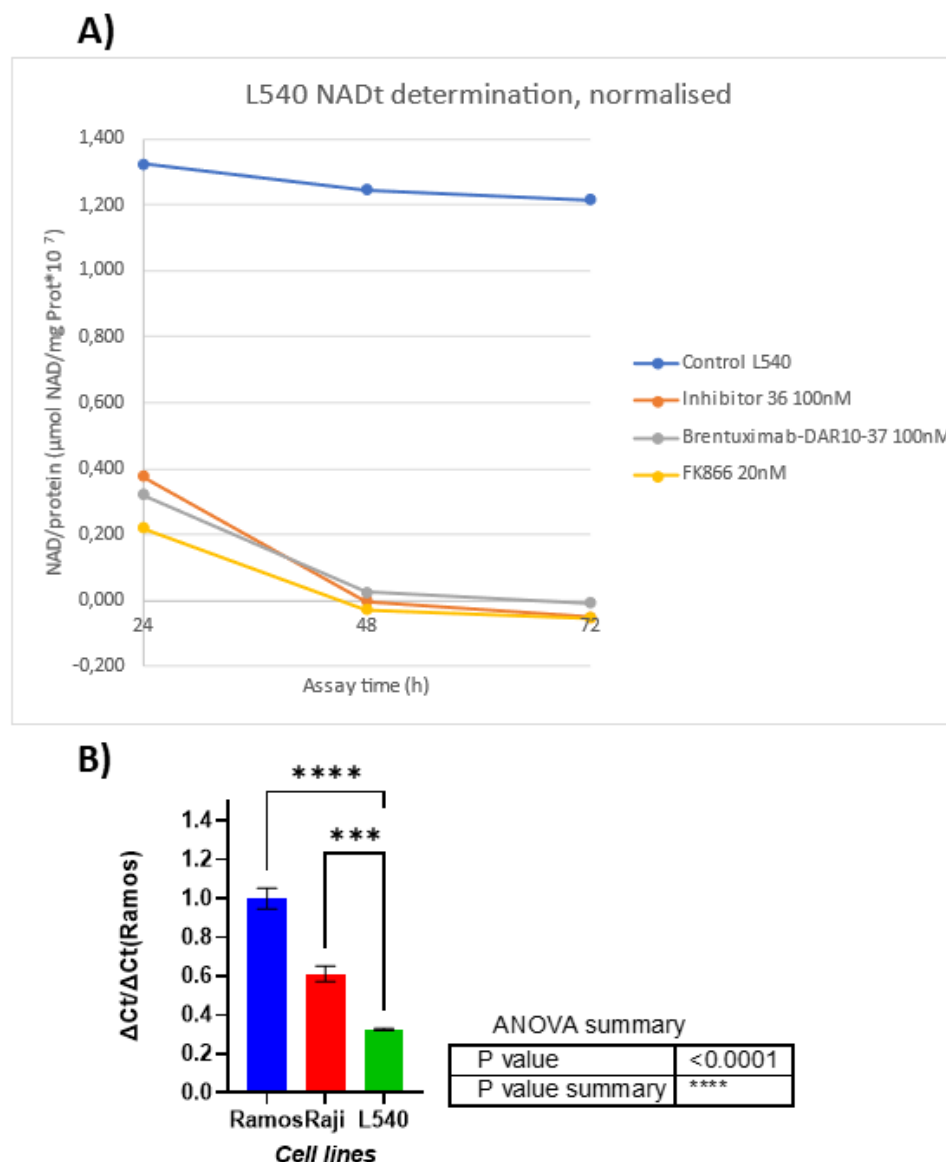 A)
L540 NADt determination, normalised
1,400
1,200
1,000
0,800
0,600
0,400
0,200
0,000
-0,200
24
48
72
NAD/protein (µmol NAD/mg Prot*10 ⁷)
Assay time (h)
Control L540
Inhibitor 36 100nM
Brentuximab-DAR10-37 100nM
FK866 20nM
B)
****
***
1.4
1.2
1.0
0.8
0.6
0.4
0.2
0.0
ΔCt/ΔCt(Ramos)
Ramos Raji L540
Cell lines
ANOVA summary
P value <0.0001
P value summary ****